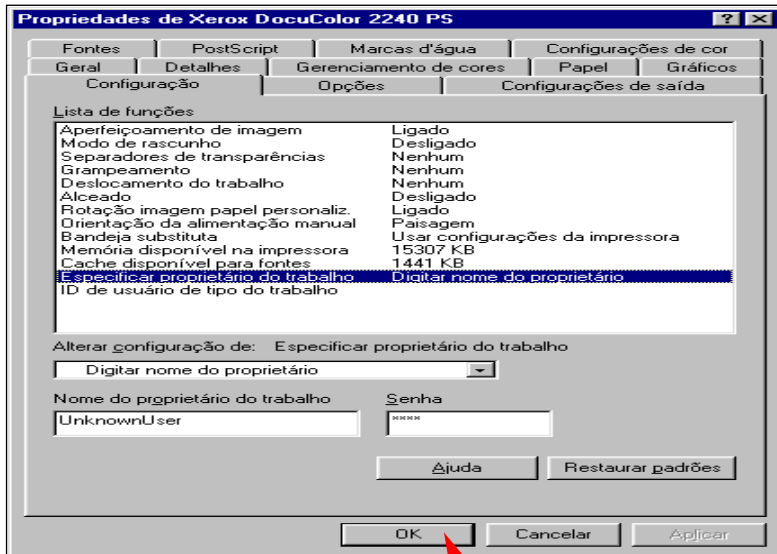 Propriedades de Xerox DocuColor 2240 PS
Fontes PostScript Marcas d'água Configurações de cor
Geral Detalhes Gerenciamento de cores Papel Gráficos
Configuração Opções Configurações de saída
Lista de funções
Aperfeiçoamento de imagem Ligado
Modo de rascunho Desligado
Separadores de transparências Nenhum
Grampeamento Nenhum
Deslocamento do trabalho Nenhum
Alceado Desligado
Rotação imagem papel personaliz. Ligado
Orientação da alimentação manual Paisagem
Bandeja substituta Usar configurações da impressora
Memória disponível na impressora 15307 KB
Cache disponível para fontes 1441 KB
Especificar proprietário do trabalho Digitar nome do proprietário
ID de usuário de tipo do trabalho
Alterar configuração de: Especificar proprietário do trabalho
Digitar nome do proprietário
Nome do proprietário do trabalho Senha
UnknownUser ****
Ajuda Restaurar padrões
OK Cancelar Aplicar